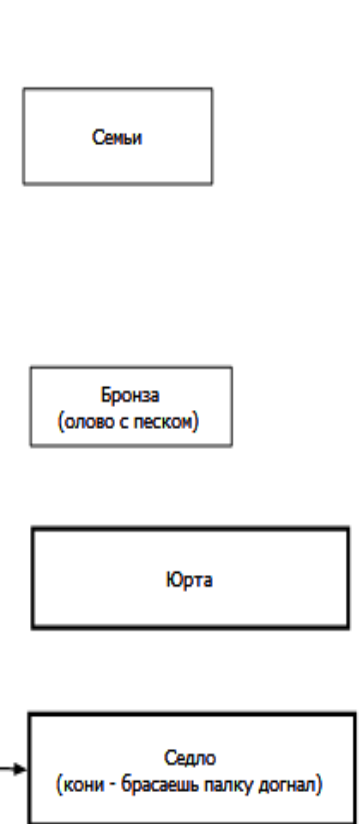 Семьи
Бронза
(олово с песком)
Юрта
Седло
(кони - брасаешь палку догнал)